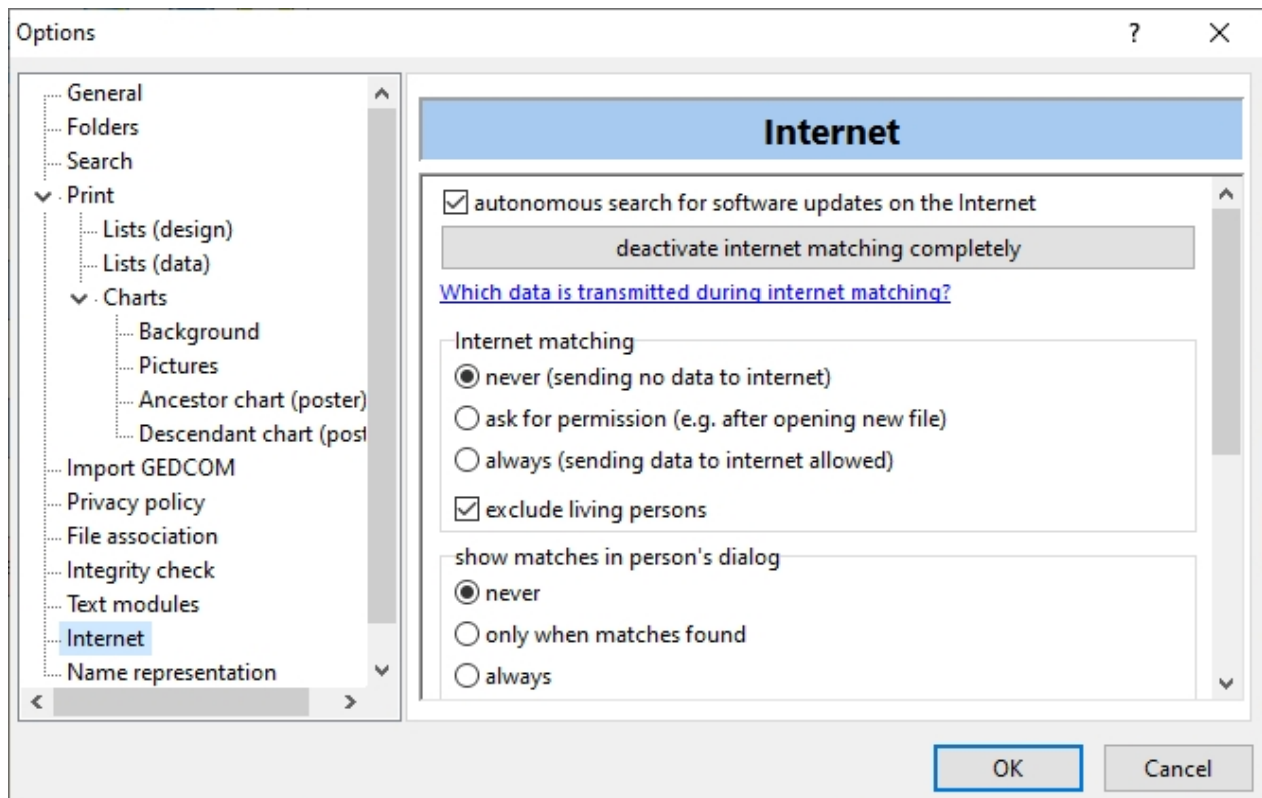 Options
General
Folders
Search
Print
Lists (design)
Lists (data)
Charts
Background
Pictures
Ancestor chart (poster)
Descendant chart (post
Import GEDCOM
Privacy policy
File association
Integrity check
Text modules
Internet
Name representation
Internet
autonomous search for software updates on the Internet
deactivate internet matching completely
Which data is transmitted during internet matching?
Internet matching
never (sending no data to internet)
ask for permission (e.g. after opening new file)
always (sending data to internet allowed)
exclude living persons
show matches in person's dialog
never
only when matches found
always
OK
Cancel